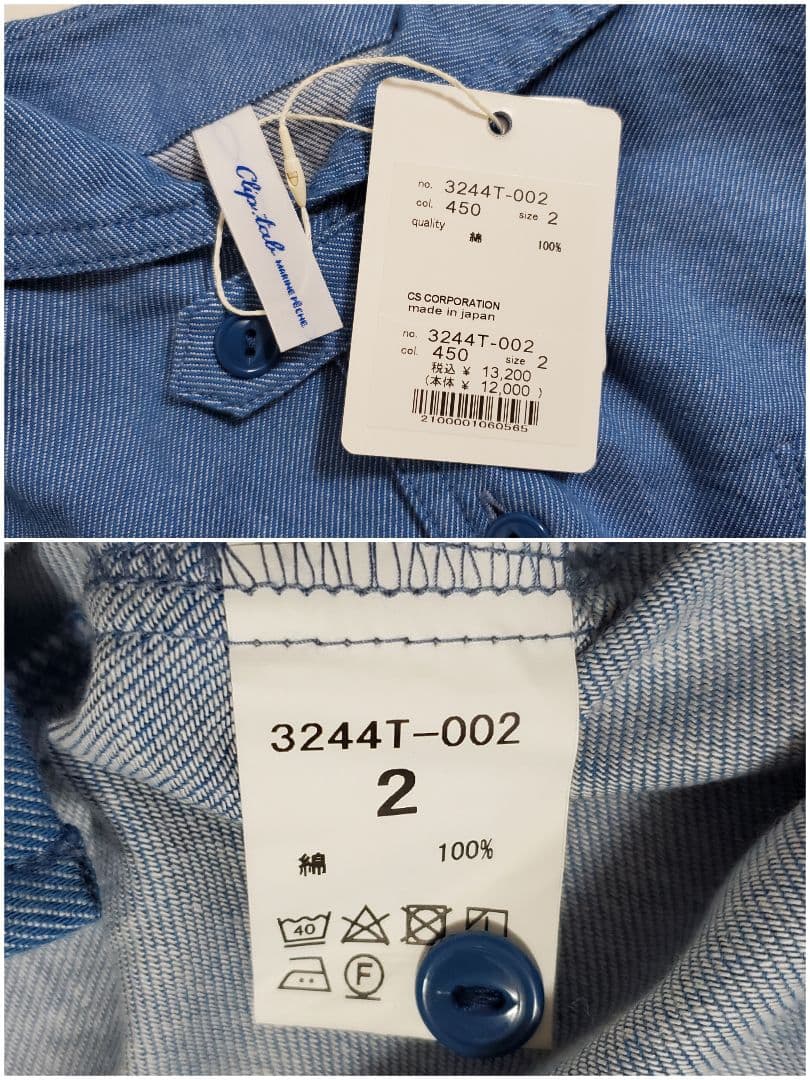 Clip.tab
MARINE PÊCHE
no. 3244T-002
col. 450 size 2
quality
綿 100%
CS CORPORATION
made in japan
no. 3244T-002
col. 450 size 2
税込 ¥ 13,200
(本体 ¥ 12,000 )
2100001060565
3244T-002
2
綿 100%
40
F